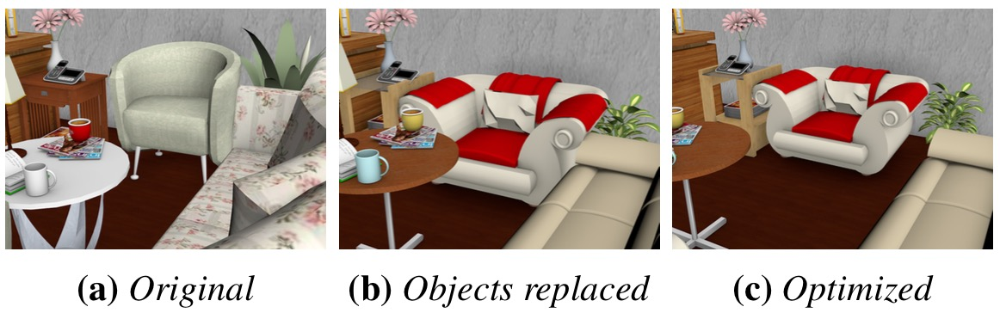 (a) Original
(b) Objects replaced
(c) Optimized